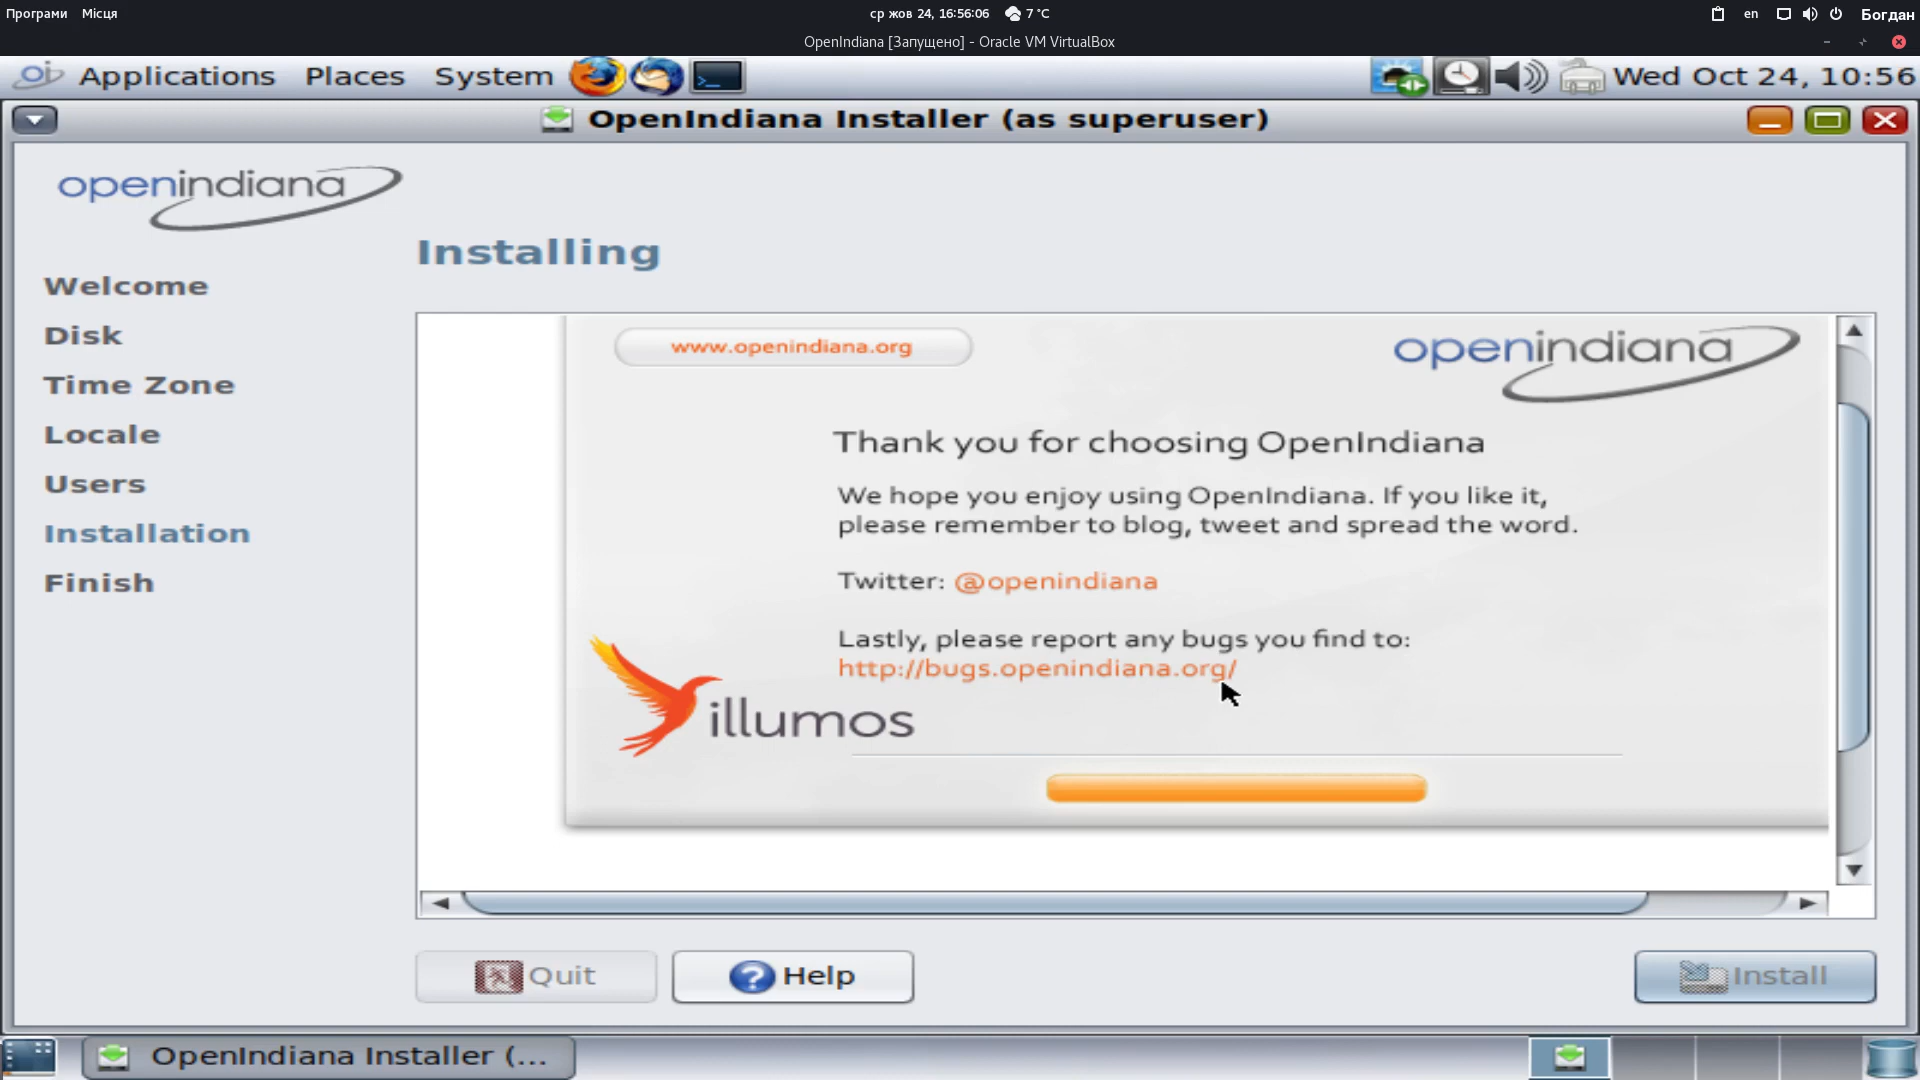 Програми Місця ср жов 24, 16:56:06 7 °C en Богдан
OpenIndiana [Запущено] - Oracle VM VirtualBox
Applications Places System Wed Oct 24, 10:56
OpenIndiana Installer (as superuser)
openindiana
Installing
Welcome
Disk
Time Zone
Locale
Users
Installation
Finish
www.openindiana.org
openindiana
Thank you for choosing OpenIndiana
We hope you enjoy using OpenIndiana. If you like it,
please remember to blog, tweet and spread the word.
Twitter: @openindiana
Lastly, please report any bugs you find to:
http://bugs.openindiana.org/
illumos
Quit Help Install
OpenIndiana Installer (...